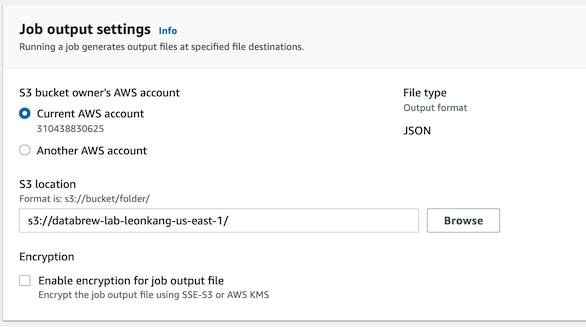 Job output settings Info
Running a job generates output files at specified file destinations.
S3 bucket owner's AWS account
Current AWS account
310438830625
Another AWS account
File type
Output format
JSON
S3 location
Format is: s3://bucket/folder/
s3://databrew-lab-leonkang-us-east-1/
Browse
Encryption
Enable encryption for job output file
Encrypt the job output file using SSE-S3 or AWS KMS